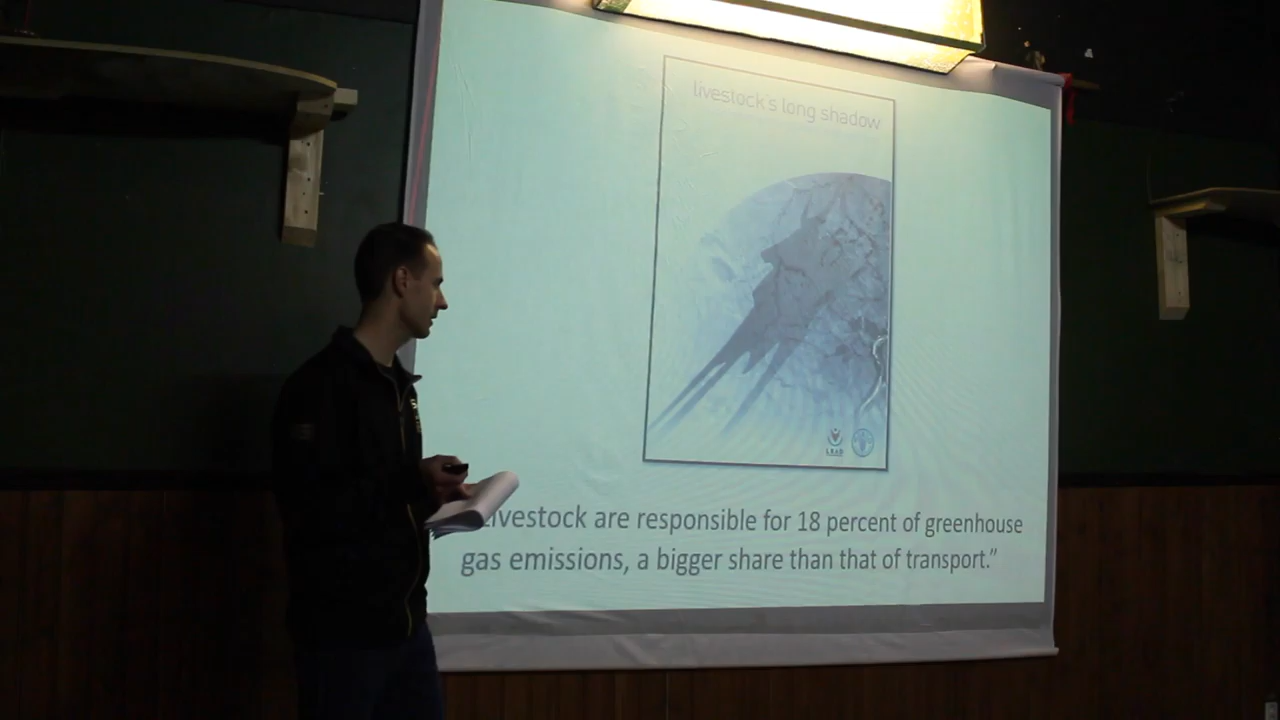 livestock's long shadow
LEAD
Livestock are responsible for 18 percent of greenhouse
gas emissions, a bigger share than that of transport.”